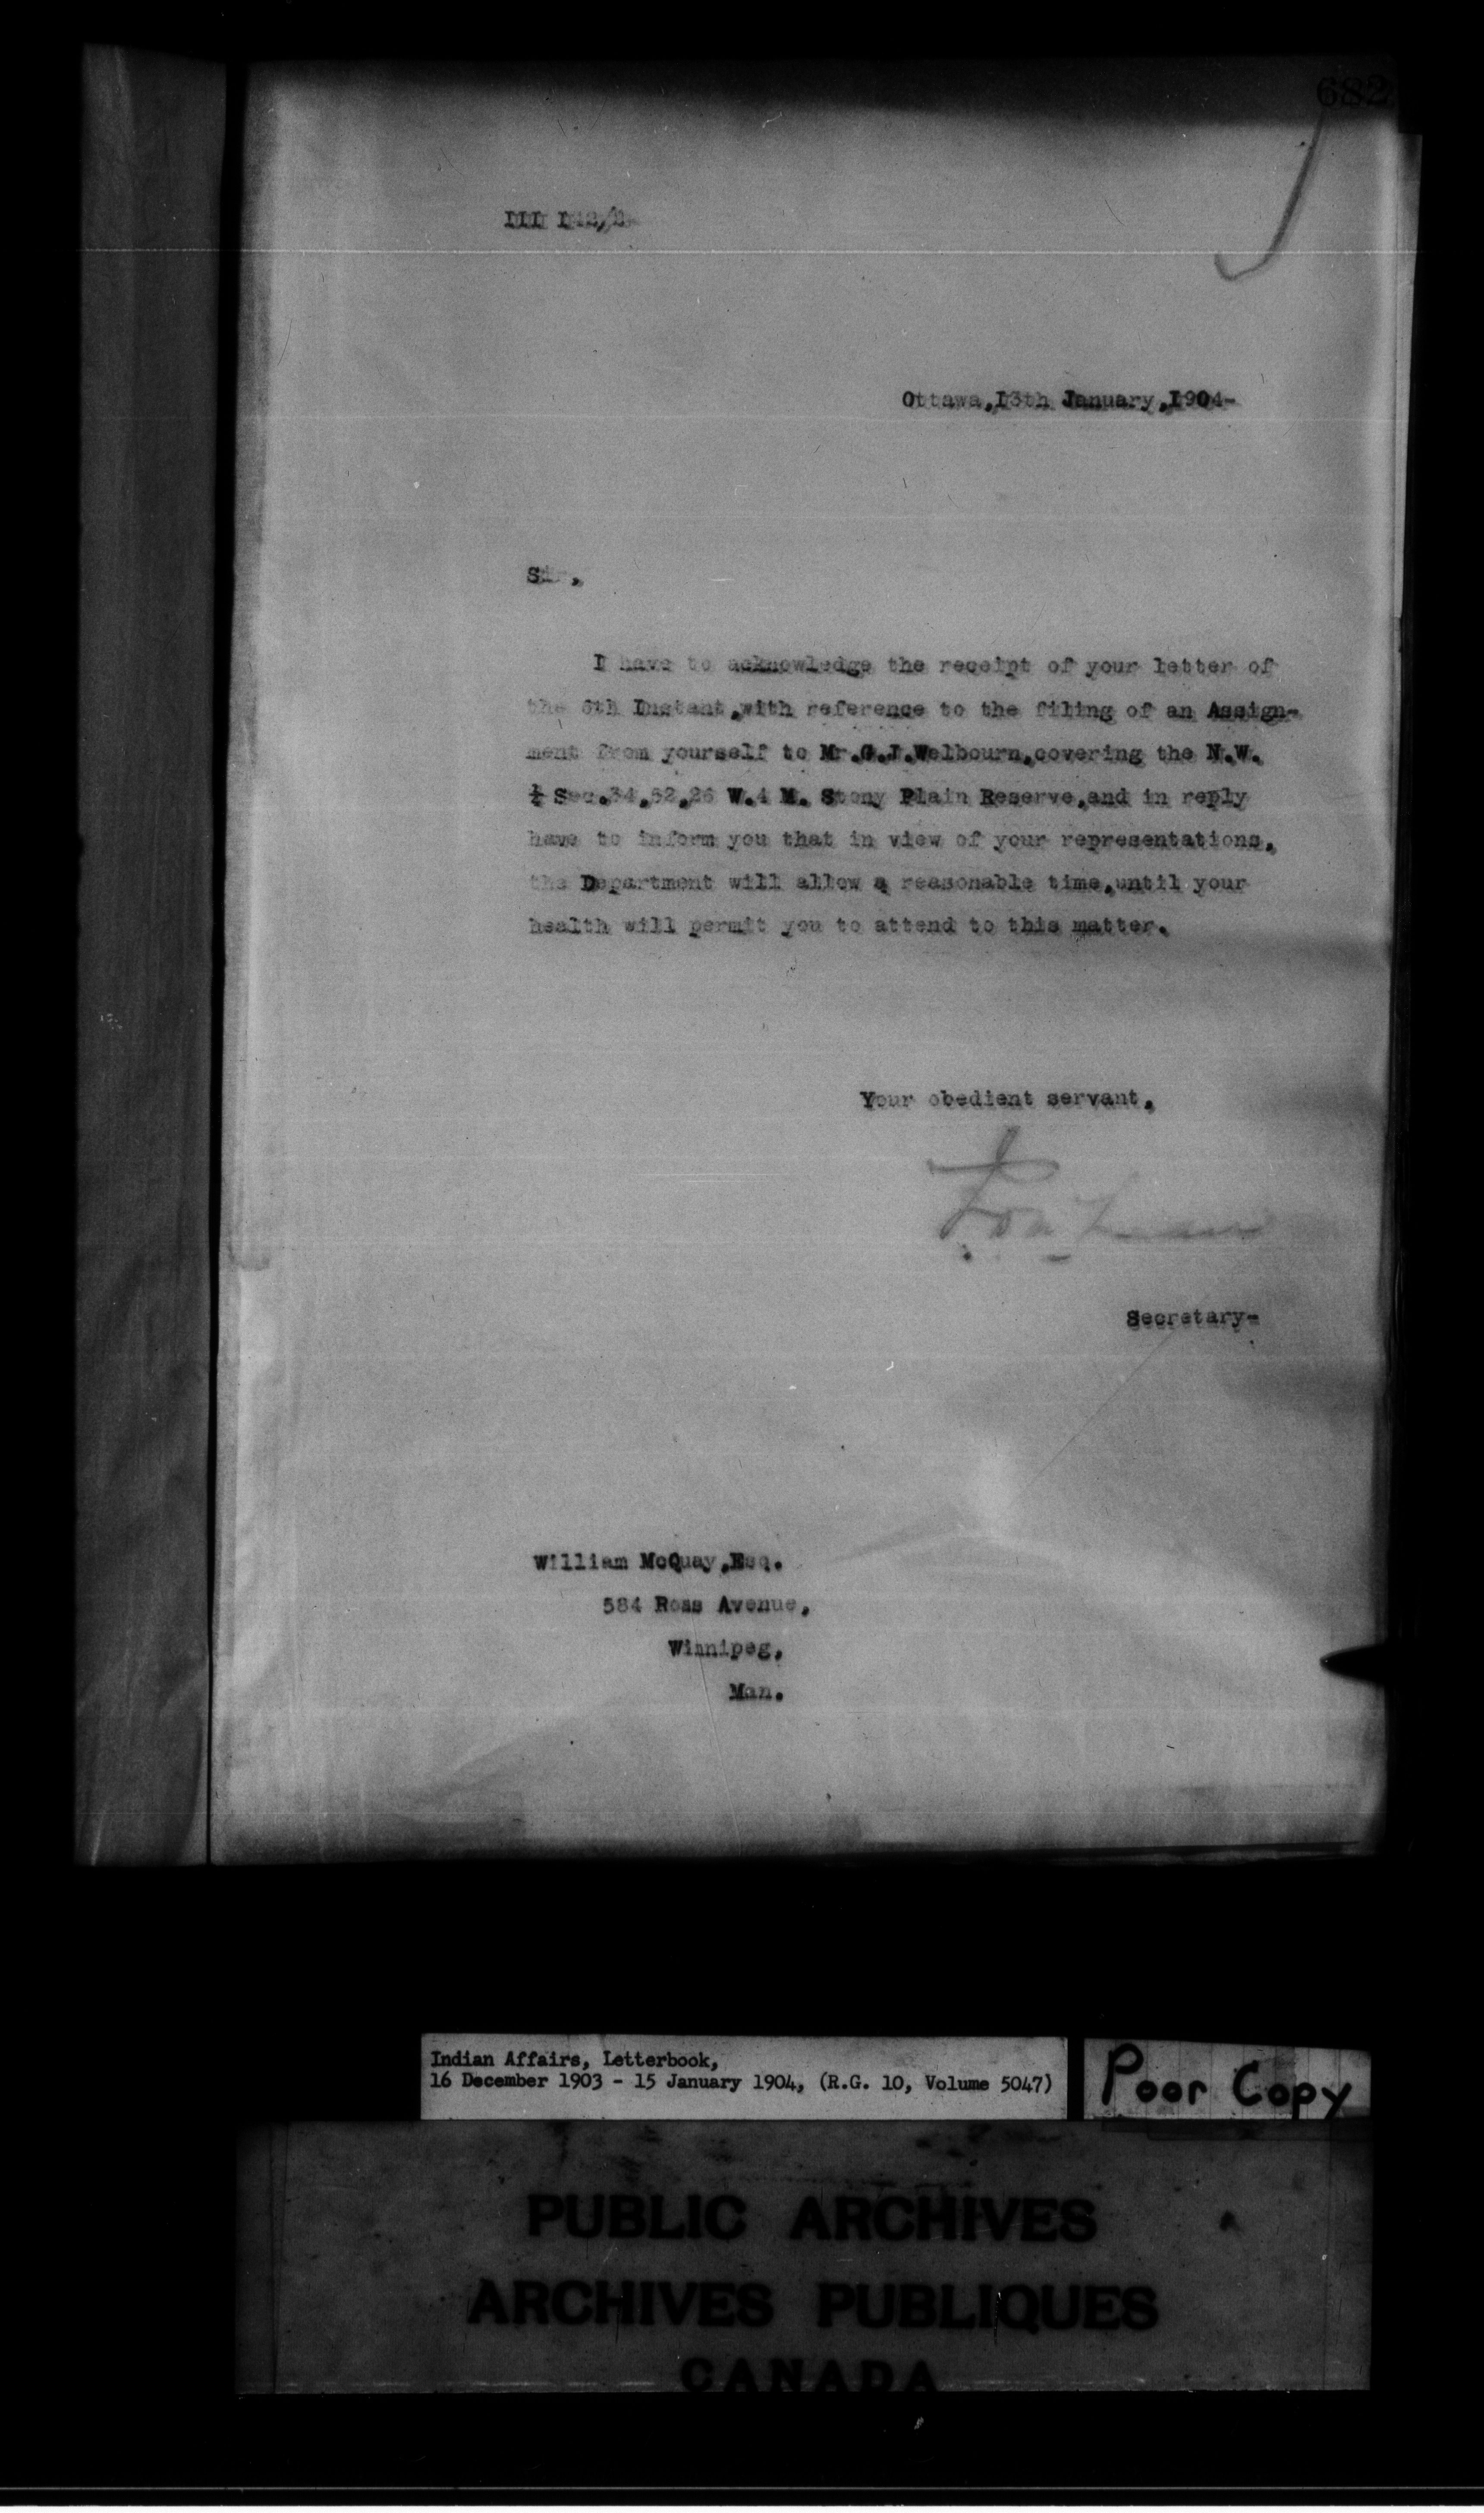 682
Ottawa,13th January,1904-
Sir,
I have to acknowledge the receipt of your letter of
the 6th Instant,with reference to the filing of an Assign-
ment from yourself to Mr.G.J.Welbourn,covering the N.W.
¼ Sec.34,52,26 W.4 M. Stony Plain Reserve,and in reply
have to inform you that in view of your representations,
the Department will allow a reasonable time,until your
health will permit you to attend to this matter.
Your obedient servant,
Secretary-
William McQuay,Esq.
584 Ross Avenue,
Winnipeg,
Man.
Indian Affairs, Letterbook,
16 December 1903 - 15 January 1904, (R.G. 10, Volume 5047)
Poor Copy
PUBLIC ARCHIVES
ARCHIVES PUBLIQUES
CANADA